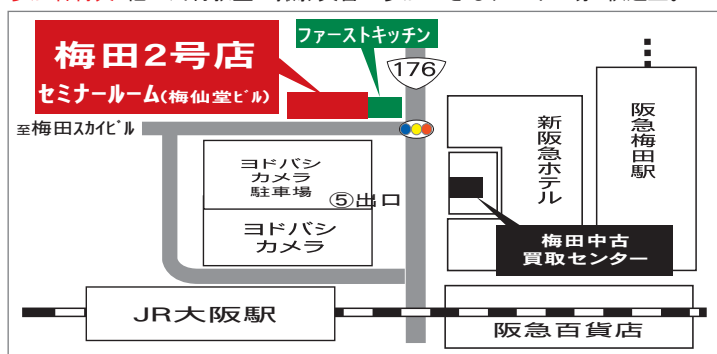 梅田2号店
セミナールーム(梅仙堂ビル)
ファーストキッチン
176
至梅田スカイビル
ヨドバシ
カメラ
駐車場
⑤出口
ヨドバシ
カメラ
新阪急ホテル
阪急梅田駅
梅田中古
買取センター
JR大阪駅
阪急百貨店